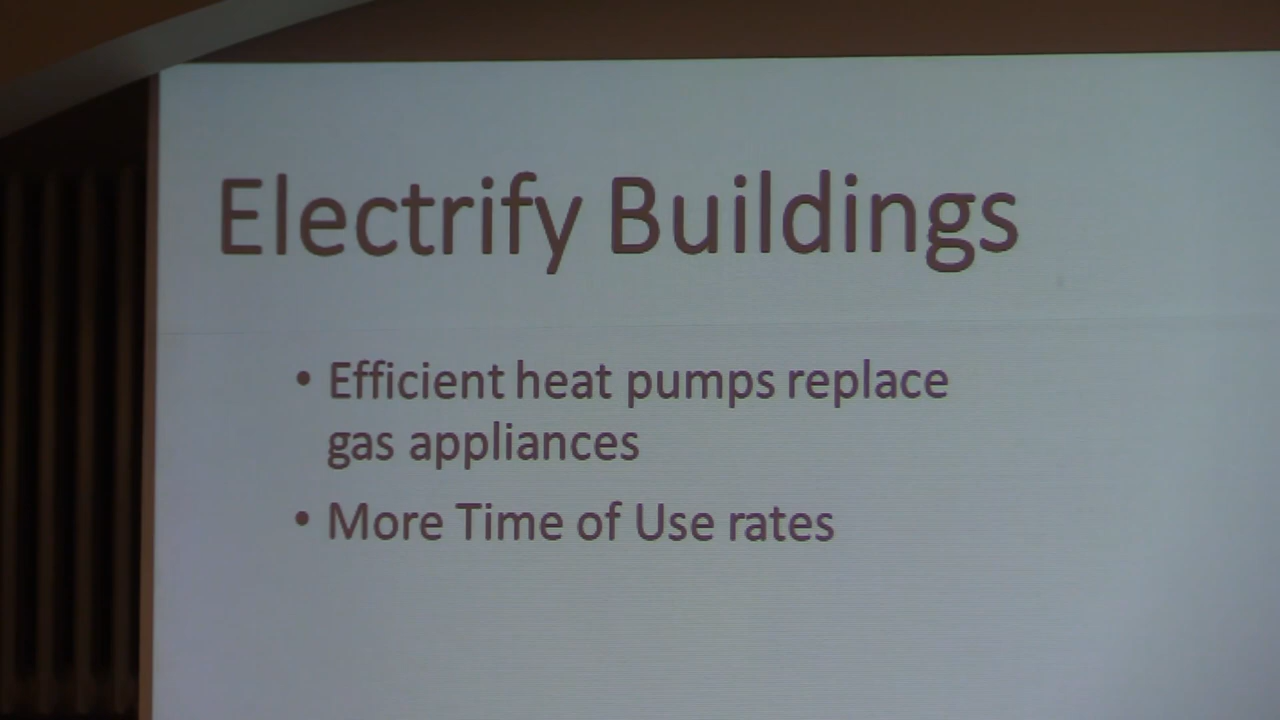 Electrify Buildings
• Efficient heat pumps replace
gas appliances
• More Time of Use rates